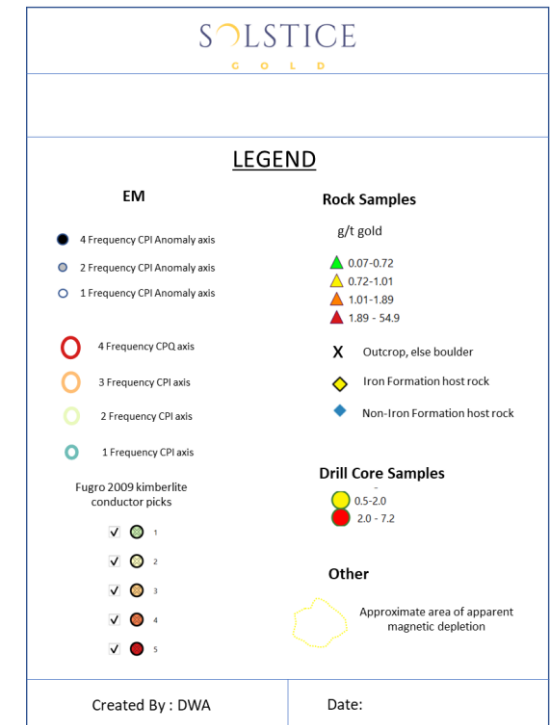 SOLSTICE
GOLD
LEGEND
EM
4 Frequency CPI Anomaly axis
2 Frequency CPI Anomaly axis
1 Frequency CPI Anomaly axis
4 Frequency CPQ axis
3 Frequency CPI axis
2 Frequency CPI axis
1 Frequency CPI axis
Fugro 2009 kimberlite
conductor picks
1
2
3
4
5
Rock Samples
g/t gold
0.07-0.72
0.72-1.01
1.01-1.89
1.89 - 54.9
X Outcrop, else boulder
Iron Formation host rock
Non-Iron Formation host rock
Drill Core Samples
0.5-2.0
2.0 - 7.2
Other
Approximate area of apparent
magnetic depletion
Created By : DWA
Date: